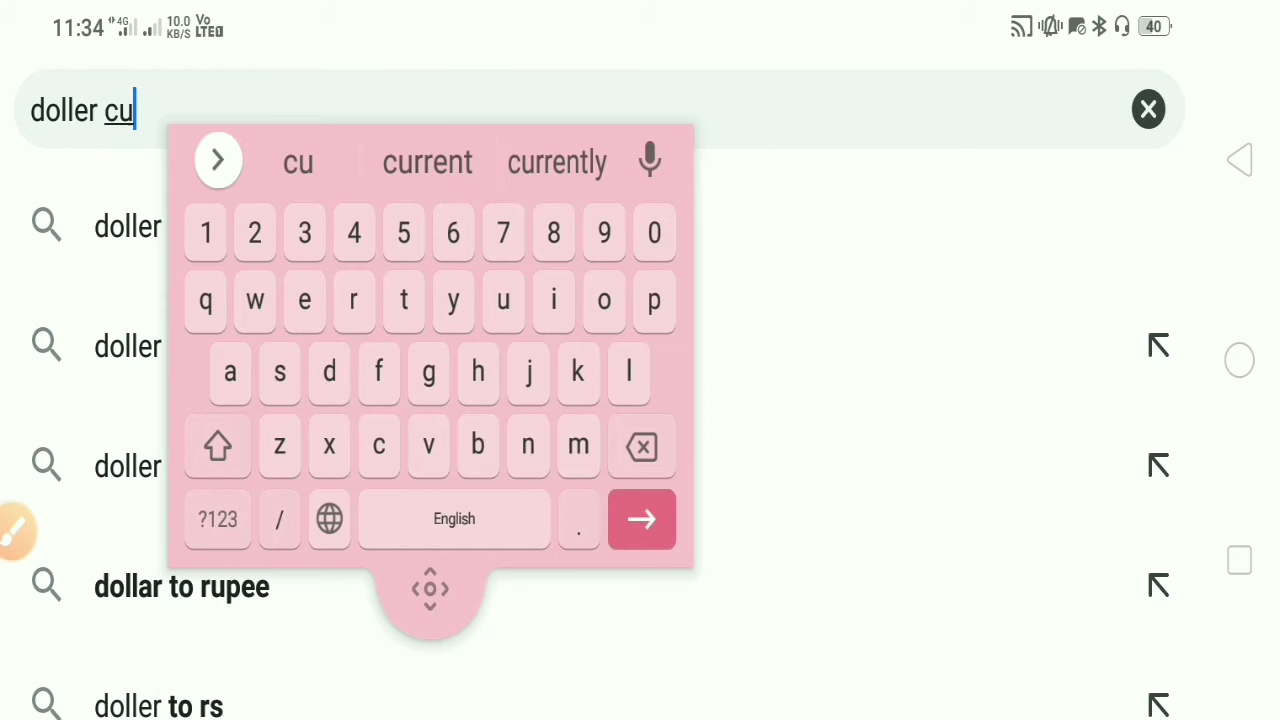 11:34 4G 10.0 KB/S Vo LTE 40
doller cu
cu current currently
doller
1 2 3 4 5 6 7 8 9 0
q w e r t y u i o p
doller
a s d f g h j k l
z x c v b n m
doller
?123 / English .
dollar to rupee
doller to rs